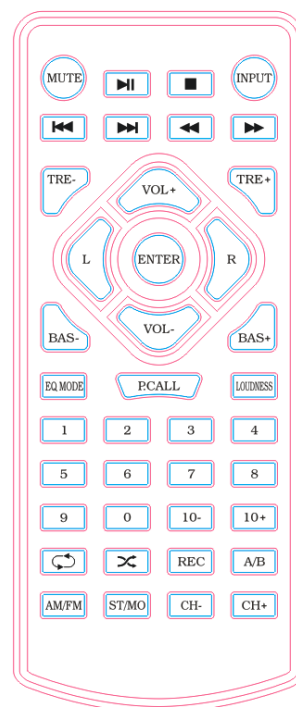 MUTE INPUT
TRE- VOL+ TRE+
L ENTER R
BAS- VOL- BAS+
EQ MODE P.CALL LOUDNESS
1 2 3 4
5 6 7 8
9 0 10- 10+
REC A/B
AM/FM ST/MO CH- CH+